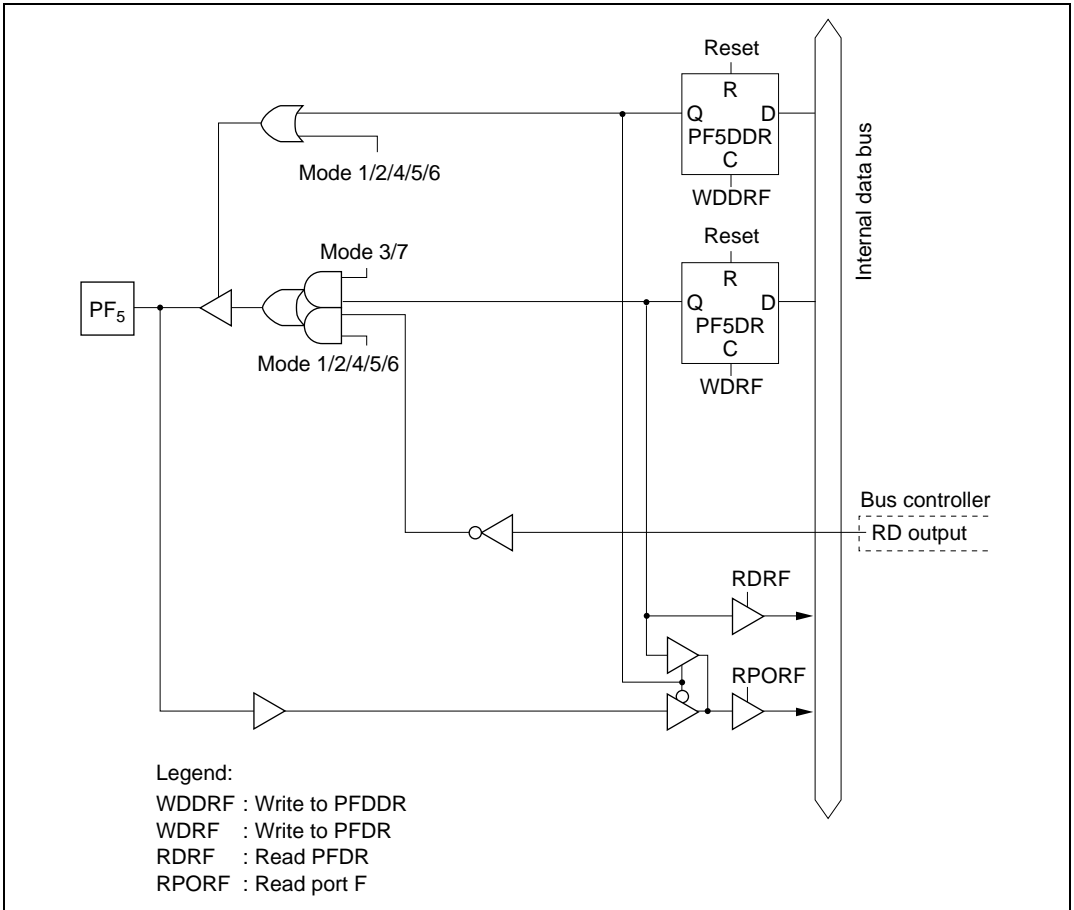 Reset
R
Q D
PF5DDR
C
WDDRF
Mode 1/2/4/5/6
Internal data bus
Reset
R
Q D
PF5DR
C
WDRF
Mode 3/7
PF5
Mode 1/2/4/5/6
Bus controller
RD output
RDRF
RPORF
Legend:
WDDRF : Write to PFDDR
WDRF : Write to PFDR
RDRF : Read PFDR
RPORF : Read port F